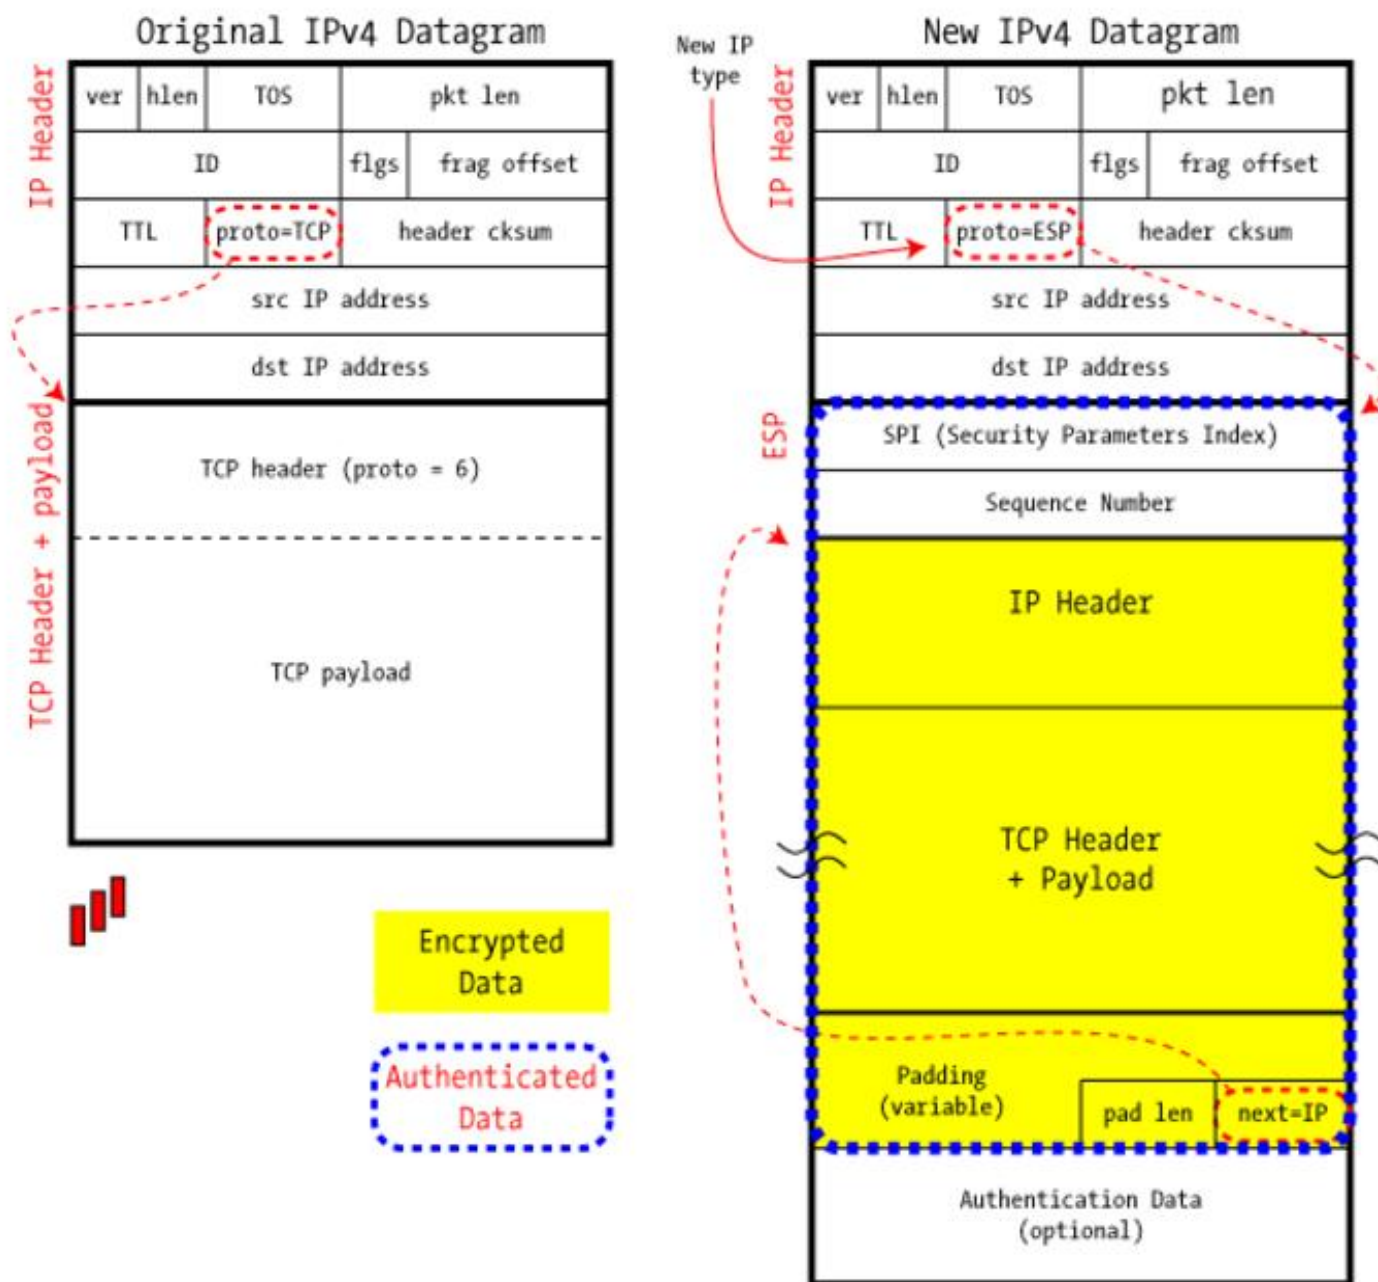 Original IPv4 Datagram
IP Header
ver hlen TOS pkt len
ID flgs frag offset
TTL proto=TCP header cksum
src IP address
dst IP address
TCP Header + payload
TCP header (proto = 6)
TCP payload
Encrypted
Data
Authenticated
Data
New IPv4 Datagram
New IP
type
IP Header
ver hlen TOS pkt len
ID flgs frag offset
TTL proto=ESP header cksum
src IP address
dst IP address
ESP
SPI (Security Parameters Index)
Sequence Number
IP Header
TCP Header
+ Payload
Padding
(variable)
pad len next=IP
Authentication Data
(optional)